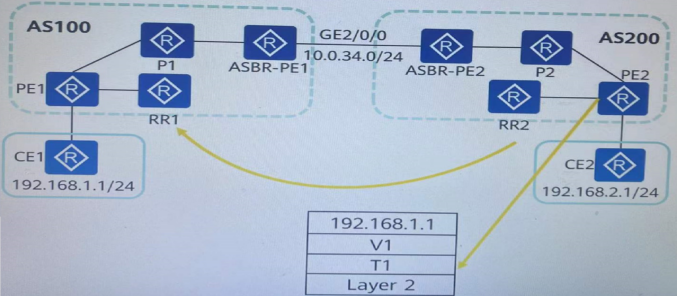 AS100
P1
ASBR-PE1
GE2/0/0
10.0.34.0/24
ASBR-PE2
P2
AS200
PE1
RR1
RR2
PE2
CE1
192.168.1.1/24
CE2
192.168.2.1/24
192.168.1.1
V1
T1
Layer 2
R
R
R
R
R
R
R
R
R
R